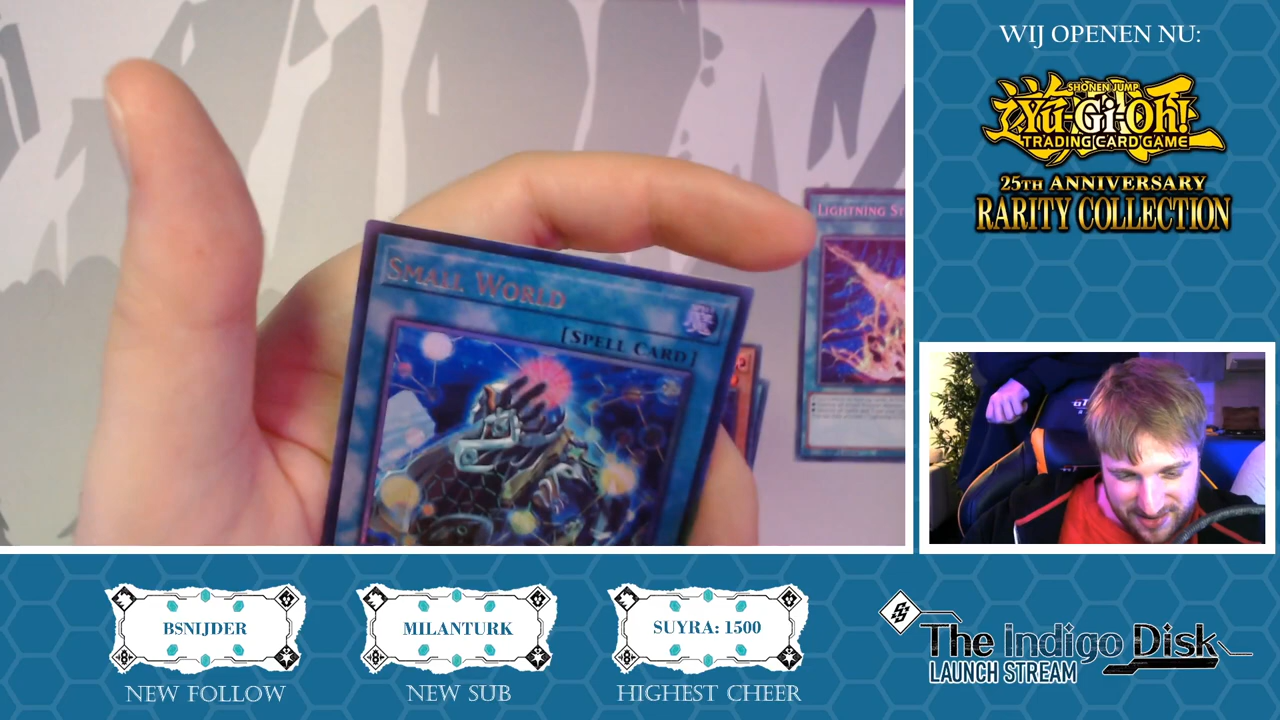 WIJ OPENEN NU:
SHONEN JUMP
Yu-Gi-Oh!
TRADING CARD GAME
25TH ANNIVERSARY
RARITY COLLECTION
LIGHTNING
SMALL WORLD
[SPELL CARD]
BSNIJDER
NEW FOLLOW
MILANTURK
NEW SUB
SUYRA: 1500
HIGHEST CHEER
The Indigo Disk
LAUNCH STREAM